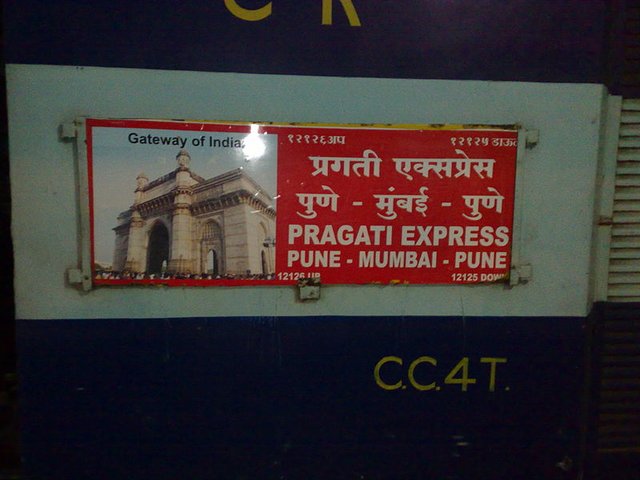 C R
Gateway of India
१२१२६अप १२१२५ डाऊन
प्रगती एक्सप्रेस
पुणे - मुंबई - पुणे
PRAGATI EXPRESS
PUNE - MUMBAI - PUNE
12126 UP 12125 DOWN
C.C.4T.